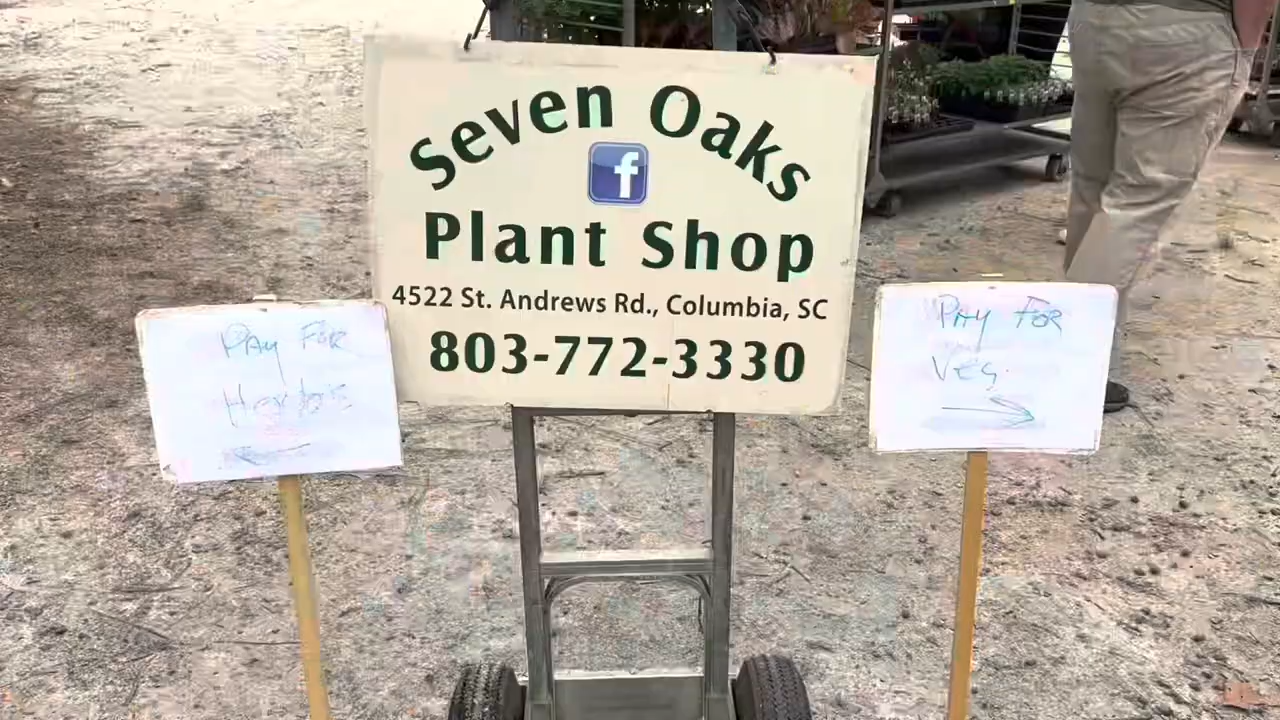 Seven Oaks
f
Plant Shop
4522 St. Andrews Rd., Columbia, SC
803-772-3330
PAY FOR
Herbs
PAY FOR
VEG.